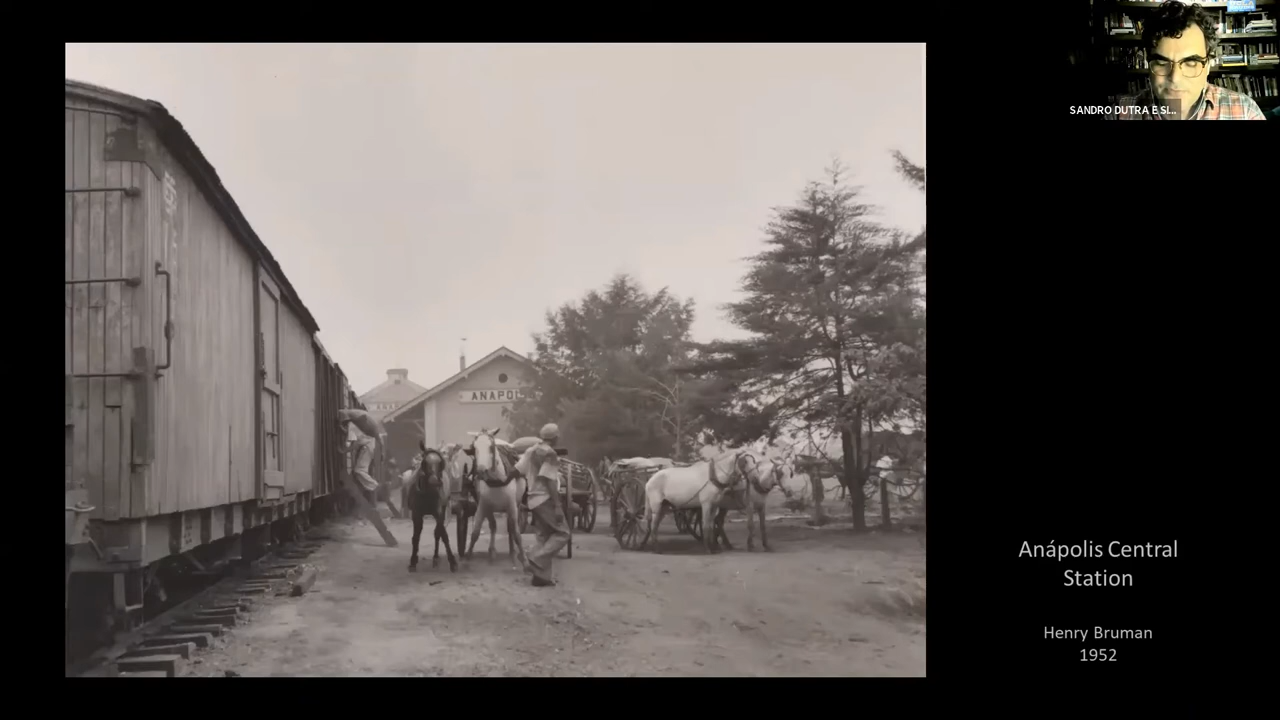 SANDRO DUTRA E SI...
ANAPOL
Anápolis Central
Station
Henry Bruman
1952